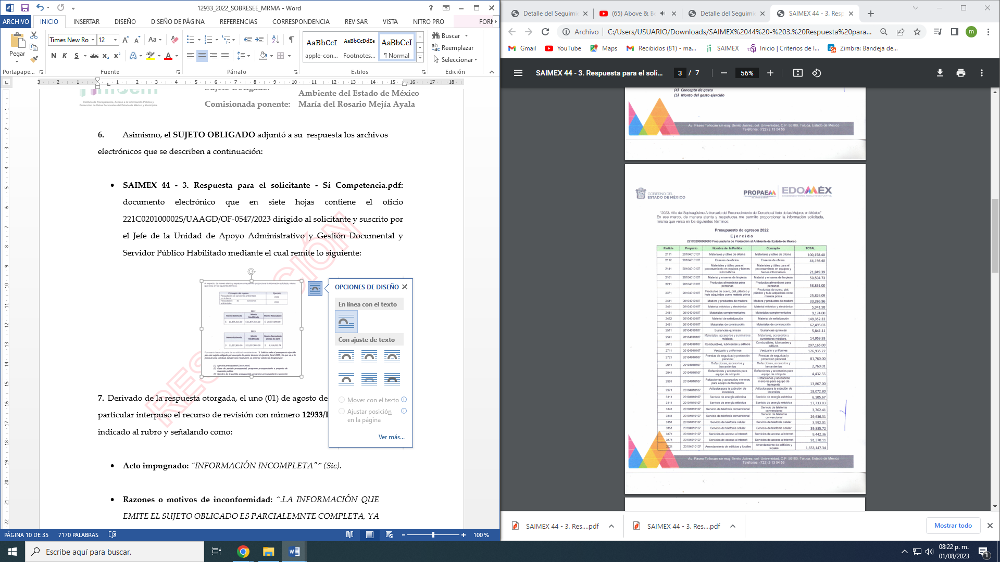 12933_2022_SOBRESEE_MRMA - Word
ARCHIVO INICIO INSERTAR DISEÑO DISEÑO DE PÁGINA REFERENCIAS CORRESPONDENCIA REVISAR VISTA NITRO PRO FORM
Times New Ro 12
Pegar
Portapape... Fuente Párrafo Estilos Edición
AaBbCcI AaBbCcDdEe AaBbCcI
apple-con... Footnotes... ¶ Normal
Buscar
Reemplazar
Seleccionar
Instituto de Transparencia, Acceso a la Información Pública y
Protección de Datos Personales del Estado de México y Municipios
Sujeto Obligado:
Ambiente del Estado de México
Comisionada ponente: María del Rosario Mejía Ayala
6. Asimismo, el SUJETO OBLIGADO adjuntó a su respuesta los archivos
electrónicos que se describen a continuación:
• SAIMEX 44 - 3. Respuesta para el solicitante - Sí Competencia.pdf:
documento electrónico que en siete hojas contiene el oficio
221C020100002S/UAAGD/OF-0547/2023 dirigido al solicitante y suscrito por
el Jefe de la Unidad de Apoyo Administrativo y Gestión Documental y
Servidor Público Habilitado mediante el cual remite lo siguiente:
OPCIONES DE DISEÑO
En línea con el texto
Con ajuste de texto
Mover con el texto
Ajustar posición
en la página
Ver más...
7. Derivado de la respuesta otorgada, el uno (01) de agosto de
particular interpuso el recurso de revisión con número 12933/I
indicado al rubro y señalando como:
• Acto impugnado: “INFORMACIÓN INCOMPLETA"” (Sic).
• Razones o motivos de inconformidad: “.LA INFORMACIÓN QUE
EMITE EL SUJETO OBLIGADO ES PARCIALEMNTE COMPLETA, YA
PÁGINA 10 DE 35 7170 PALABRAS 100 %
Detalle del Seguimie (65) Above & Be Detalle del Seguimie SAIMEX 44 - 3. Resp
Archivo C:/Users/USUARIO/Downloads/SAIMEX%2044%20-%203.%20Respuesta%20para...
Gmail YouTube Maps Recibidos (81) - ma... SAIMEX Inicio | Criterios de I... Zimbra: Bandeja de...
SAIMEX 44 - 3. Respuesta para el soli... 3 / 7 56%
(4) Concepto de gasto
(5) Monto del gasto ejercido
Av. Paseo Tollocan s/n esq. Benito Juárez; col. Universidad, C.P. 50180, Toluca, Estado de México
Teléfonos: (722) 2 13 54 56
GOBIERNO DEL
ESTADO DE MÉXICO
PROPAEM EDOMÉX
DECISIONES FIRMES, RESULTADOS FUERTES.
"2023. Año del Septuagésimo Aniversario del Reconocimiento del Derecho al Voto de las Mujeres en México"
En ese marco, de manera atenta y respetuosa me permito proporcionar la información solicitada,
misma que versa en los siguientes términos:
Presupuesto de egresos 2022
Ejercido
221C0200000000 Procuraduría de Protección al Ambiente del Estado de México
Partida Proyecto Nombre de la Partida Concepto TOTAL
2111 20104010107 Materiales y útiles de oficina Materiales y útiles de oficina 100,158.40
2112 20104010107 Enseres de oficina Enseres de oficina 44,156.40
2141 20104010107 Materiales y útiles para el procesamiento en equipos y bienes informáticos Materiales y útiles para el procesamiento en equipos y bienes informáticos 21,849.39
2161 20104010107 Material y enseres de limpieza Material y enseres de limpieza 50,504.73
2211 20104010107 Productos alimenticios para personas Productos alimenticios para personas 58,861.00
2371 20104010107 Productos de cuero, piel, plástico y hule adquiridos como materia prima Productos de cuero, piel, plástico y hule adquiridos como materia prima 25,826.09
2441 20104010107 Madera y productos de madera Madera y productos de madera 33,396.96
2461 20104010107 Material eléctrico y electrónico Material eléctrico y electrónico 5,941.98
2481 20104010107 Materiales complementarios Materiales complementarios 9,174.00
2482 20104010107 Material de señalización Material de señalización 149,352.22
2491 20104010107 Materiales de construcción Materiales de construcción 62,495.03
2511 20104010107 Sustancias químicas Sustancias químicas 5,841.11
2541 20104010107 Materiales, accesorios y suministros médicos. Materiales, accesorios y suministros médicos. 14,959.93
2611 20104010107 Combustibles, lubricantes y aditivos Combustibles, lubricantes y aditivos 297,165.00
2711 20104010107 Vestuario y uniformes Vestuario y uniformes 126,935.22
2721 20104010107 Prendas de seguridad y protección personal Prendas de seguridad y protección personal 81,760.00
2911 20104010107 Refacciones, accesorios y herramientas Refacciones, accesorios y herramientas 2,760.01
2941 20104010107 Refacciones y accesorios para equipo de cómputo Refacciones y accesorios para equipo de cómputo 4,432.55
2961 20104010107 Refacciones y accesorios menores para equipo de transporte Refacciones y accesorios menores para equipo de transporte 13,867.00
2971 20104010107 Artículos para la extinción de incendios Artículos para la extinción de incendios 18,072.80
3111 20104010107 Servicio de energía eléctrica Servicio de energía eléctrica 6,105.67
3111 20104010107 Servicio de energía eléctrica Servicio de energía eléctrica 17,733.83
3141 20104010107 Servicio de telefonía convencional Servicio de telefonía convencional 3,762.41
3141 20104010107 Servicio de telefonía convencional Servicio de telefonía convencional 29,636.31
3151 20104010107 Servicio de telefonía celular Servicio de telefonía celular 3,592.01
3151 20104010107 Servicio de telefonía celular Servicio de telefonía celular 39,885.72
3171 20104010107 Servicios de acceso a Internet Servicios de acceso a Internet 9,442.36
3171 20104010107 Servicios de acceso a Internet Servicios de acceso a Internet 91,370.11
3221 20104010107 Arrendamiento de edificios y locales Arrendamiento de edificios y locales 1,653,147.34
Av. Paseo Tollocan s/n esq. Benito Juárez; col. Universidad, C.P. 50180, Toluca, Estado de México
Teléfonos: (722) 2 13 54 56
SAIMEX 44 - 3. Res....pdf SAIMEX 44 - 3. Res....pdf Mostrar todo
Escribe aquí para buscar.
08:22 p. m.
01/08/2023